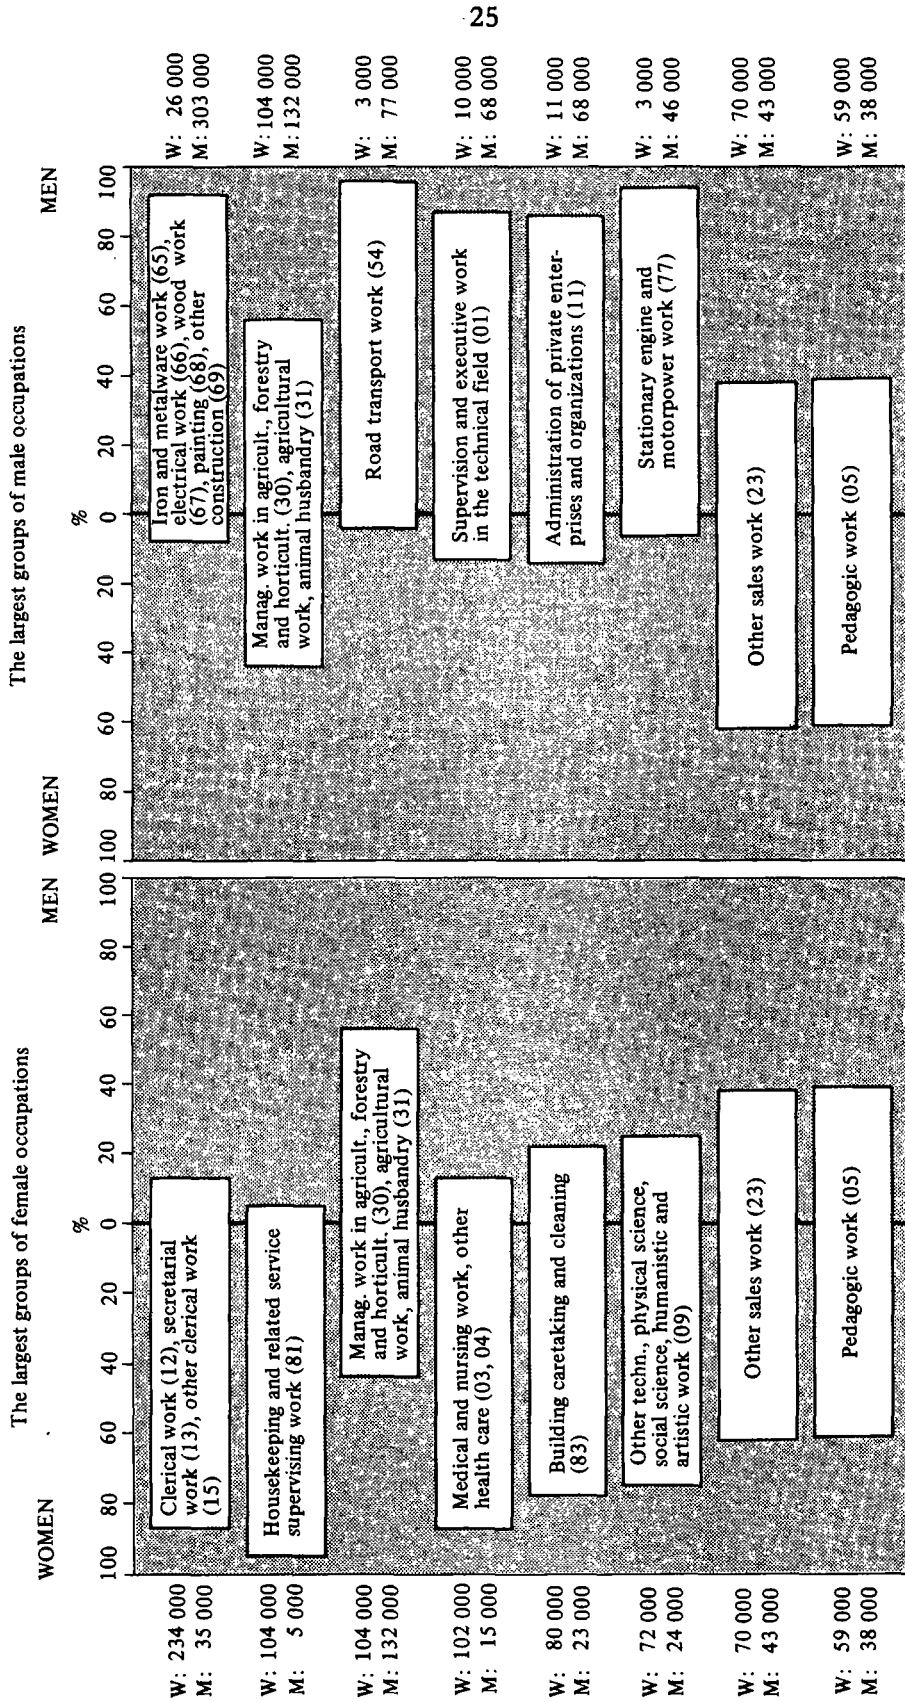 25
The largest groups of female occupations
WOMEN
MEN
%
100 80 60 40 20 0 20 40 60 80 100
W: 234 000
M: 35 000
Clerical work (12), secretarial
work (13), other clerical work
(15)
W: 104 000
M: 5 000
Housekeeping and related service
supervising work (81)
W: 104 000
M: 132 000
Manag. work in agricult., forestry
and horticult. (30), agricultural
work, animal husbandry (31)
W: 102 000
M: 15 000
Medical and nursing work, other
health care (03, 04)
W: 80 000
M: 23 000
Building caretaking and cleaning
(83)
W: 72 000
M: 24 000
Other techn., physical science,
social science, humanistic and
artistic work (09)
W: 70 000
M: 43 000
Other sales work (23)
W: 59 000
M: 38 000
Pedagogic work (05)
The largest groups of male occupations
WOMEN
MEN
%
100 80 60 40 20 0 20 40 60 80 100
Iron and metalware work (65),
electrical work (66), wood work
(67), painting (68), other
construction (69)
W: 26 000
M: 303 000
Manag. work in agricult., forestry
and horticult. (30), agricultural
work, animal husbandry (31)
W: 104 000
M: 132 000
Road transport work (54)
W: 3 000
M: 77 000
Supervision and executive work
in the technical field (01)
W: 10 000
M: 68 000
Administration of private enter-
prises and organizations (11)
W: 11 000
M: 68 000
Stationary engine and
motorpower work (77)
W: 3 000
M: 46 000
Other sales work (23)
W: 70 000
M: 43 000
Pedagogic work (05)
W: 59 000
M: 38 000